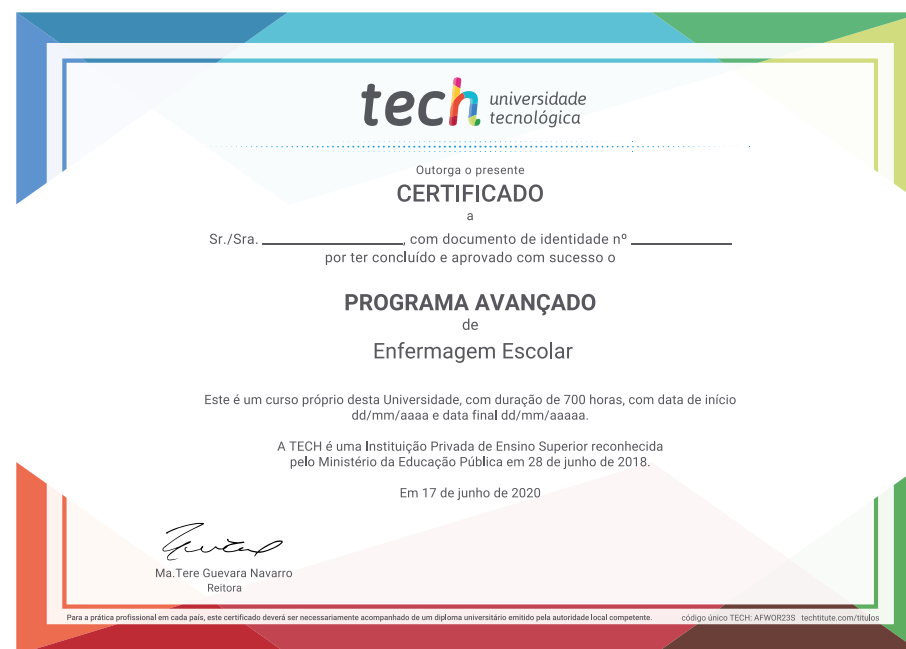 tech universidade
tecnológica
Outorga o presente
CERTIFICADO
a
Sr./Sra. ________________, com documento de identidade nº ____________
por ter concluído e aprovado com sucesso o
PROGRAMA AVANÇADO
de
Enfermagem Escolar
Este é um curso próprio desta Universidade, com duração de 700 horas, com data de início
dd/mm/aaaa e data final dd/mm/aaaaa.
A TECH é uma Instituição Privada de Ensino Superior reconhecida
pelo Ministério da Educação Pública em 28 de junho de 2018.
Em 17 de junho de 2020
Ma.Tere Guevara Navarro
Reitora
Para a prática profissional em cada país, este certificado deverá ser necessariamente acompanhado de um diploma universitário emitido pela autoridade local competente. código único TECH: AFWOR23S techtitute.com/titulos